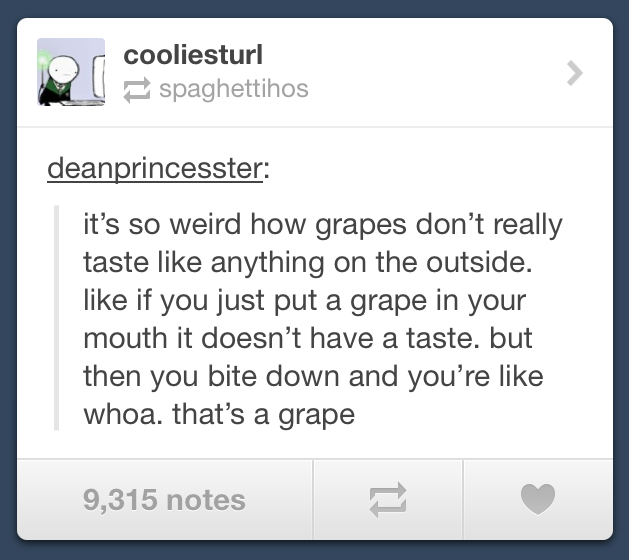 cooliesturl
spaghettihos
deanprincesster:
it’s so weird how grapes don’t really
taste like anything on the outside.
like if you just put a grape in your
mouth it doesn’t have a taste. but
then you bite down and you’re like
whoa. that’s a grape
9,315 notes